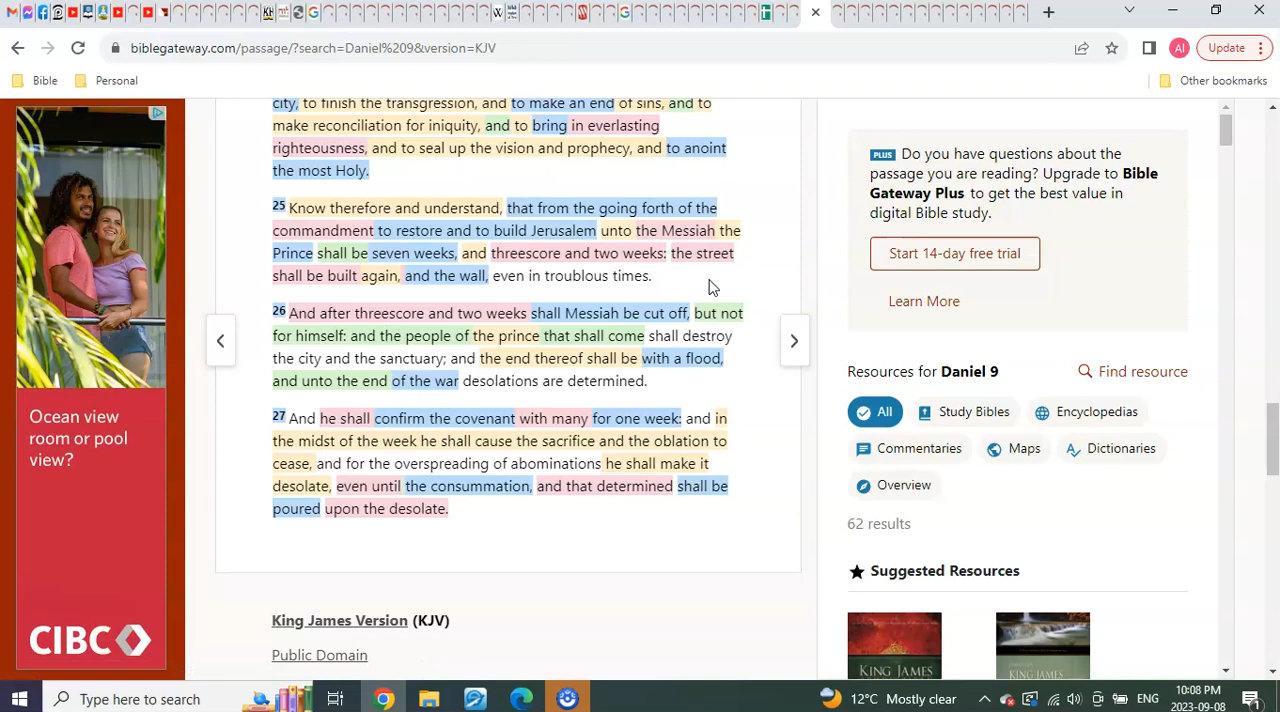 biblegateway.com/passage/?search=Daniel%209&version=KJV
Update
Bible
Personal
Other bookmarks
city, to finish the transgression, and to make an end of sins, and to
make reconciliation for iniquity, and to bring in everlasting
righteousness, and to seal up the vision and prophecy, and to anoint
the most Holy.
25 Know therefore and understand, that from the going forth of the
commandment to restore and to build Jerusalem unto the Messiah the
Prince shall be seven weeks, and threescore and two weeks: the street
shall be built again, and the wall, even in troublous times.
26 And after threescore and two weeks shall Messiah be cut off, but not
for himself: and the people of the prince that shall come shall destroy
the city and the sanctuary; and the end thereof shall be with a flood,
and unto the end of the war desolations are determined.
27 And he shall confirm the covenant with many for one week: and in
the midst of the week he shall cause the sacrifice and the oblation to
cease, and for the overspreading of abominations he shall make it
desolate, even until the consummation, and that determined shall be
poured upon the desolate.
King James Version (KJV)
Public Domain
Ocean view
room or pool
view?
CIBC
PLUS Do you have questions about the
passage you are reading? Upgrade to Bible
Gateway Plus to get the best value in
digital Bible study.
Start 14-day free trial
Learn More
Resources for Daniel 9
Find resource
All
Study Bibles
Encyclopedias
Commentaries
Maps
Dictionaries
Overview
62 results
Suggested Resources
KING JAMES
KING JAMES
Type here to search
12°C Mostly clear
ENG
10:08 PM
2023-09-08